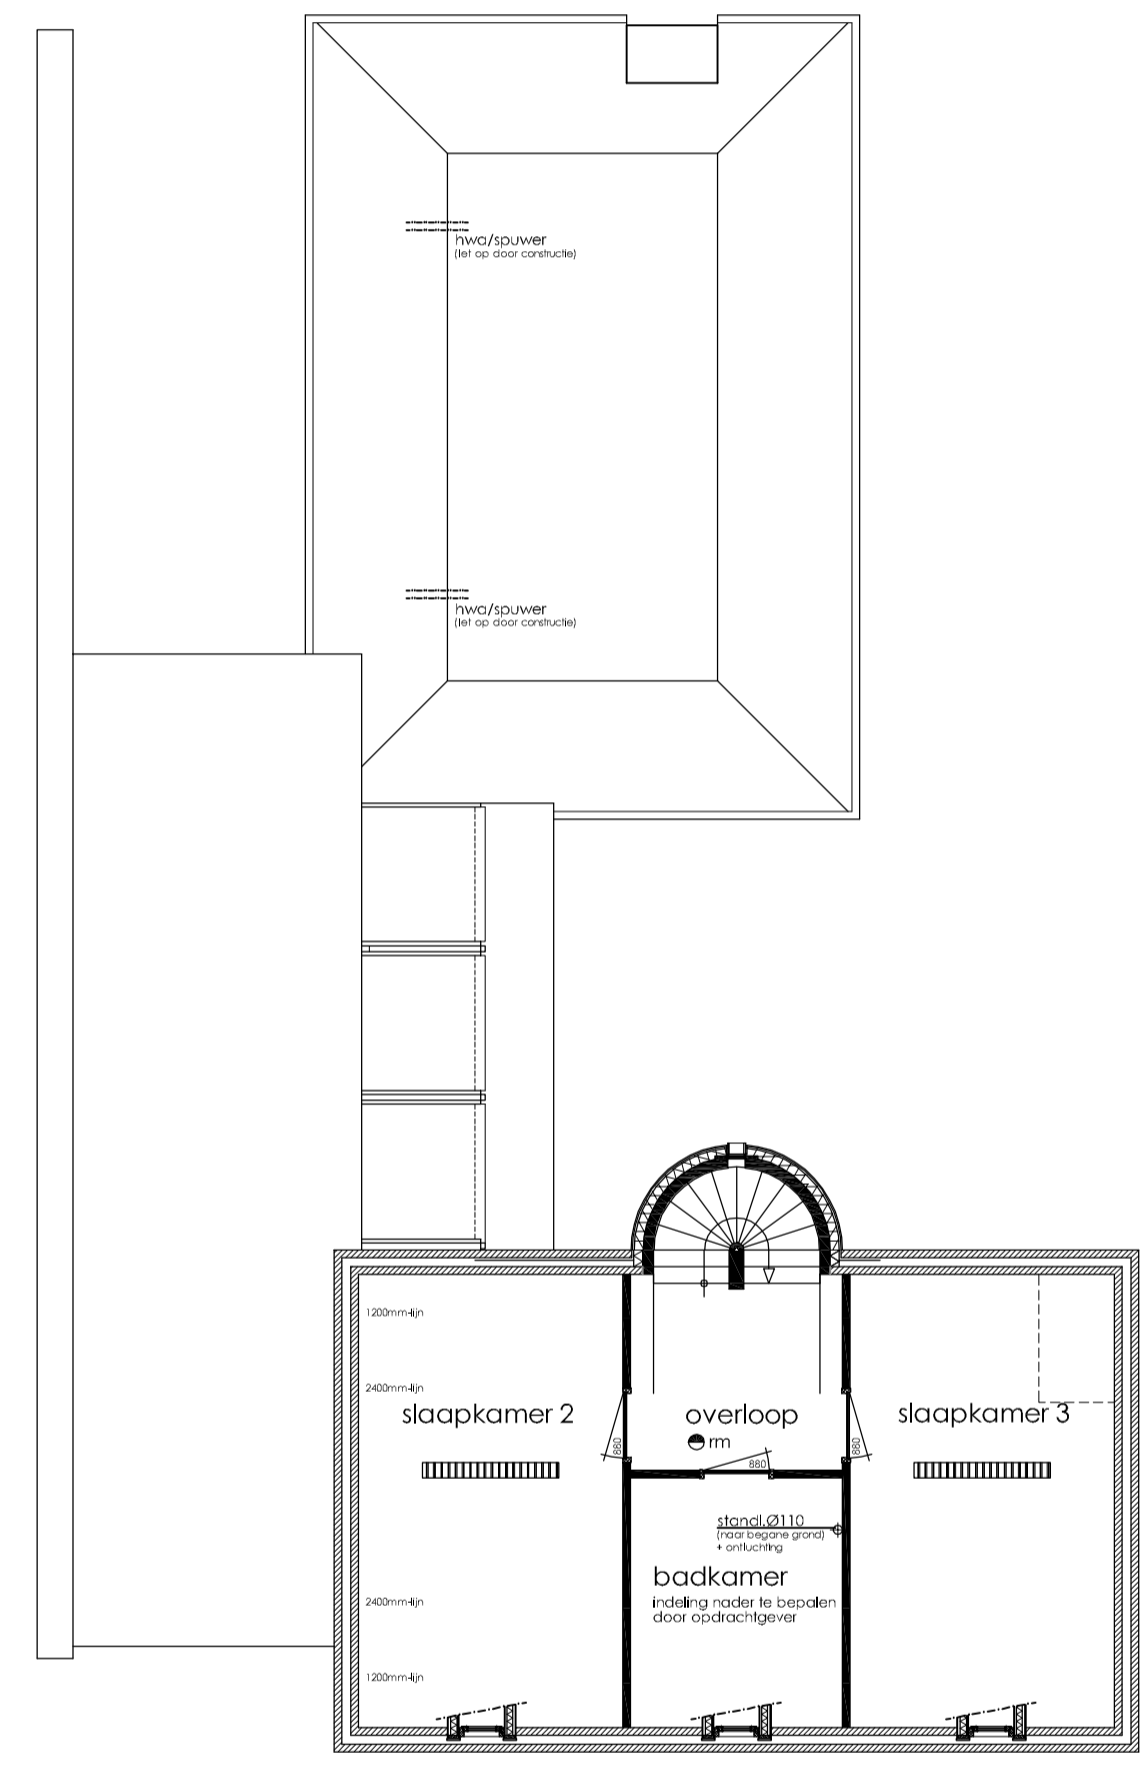 hwa/spuwer
(let op door constructie)
hwa/spuwer
(let op door constructie)
1200mm-lijn
2400mm-lijn
slaapkamer 2
overloop
slaapkamer 3
rm
880
880
880
standl.Ø110
(naar begane grond)
+ ontluchting
badkamer
indeling nader te bepalen
door opdrachtgever
2400mm-lijn
1200mm-lijn